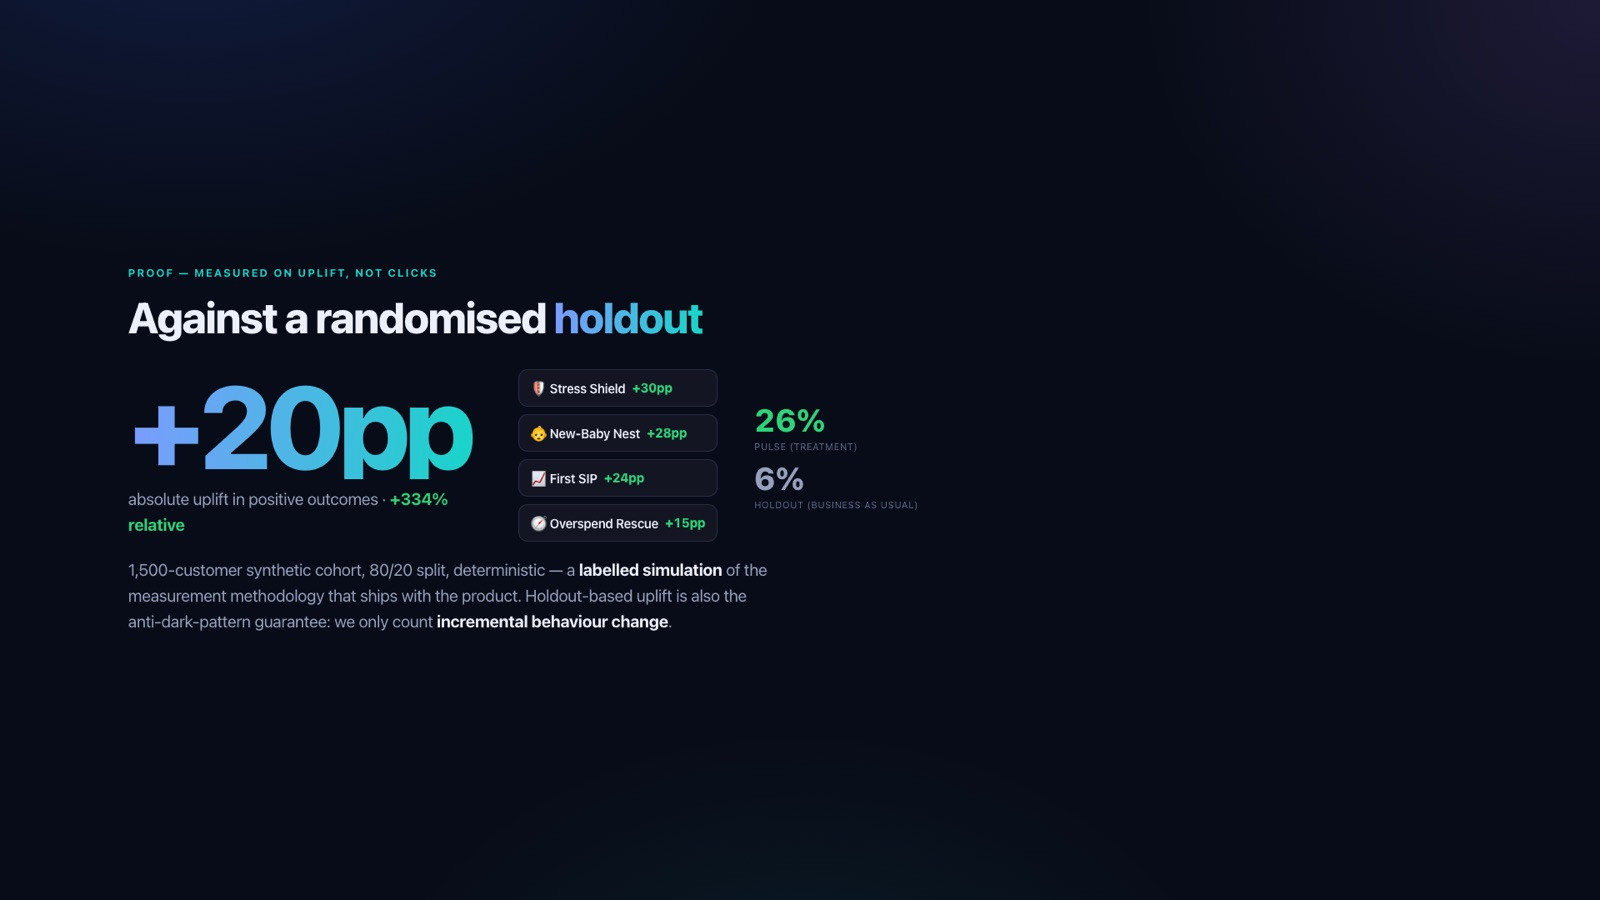 PROOF — MEASURED ON UPLIFT, NOT CLICKS
Against a randomised holdout
+20pp
absolute uplift in positive outcomes · +334%
relative
Stress Shield +30pp
New-Baby Nest +28pp
First SIP +24pp
Overspend Rescue +15pp
26%
PULSE (TREATMENT)
6%
HOLDOUT (BUSINESS AS USUAL)
1,500-customer synthetic cohort, 80/20 split, deterministic — a labelled simulation of the
measurement methodology that ships with the product. Holdout-based uplift is also the
anti-dark-pattern guarantee: we only count incremental behaviour change.